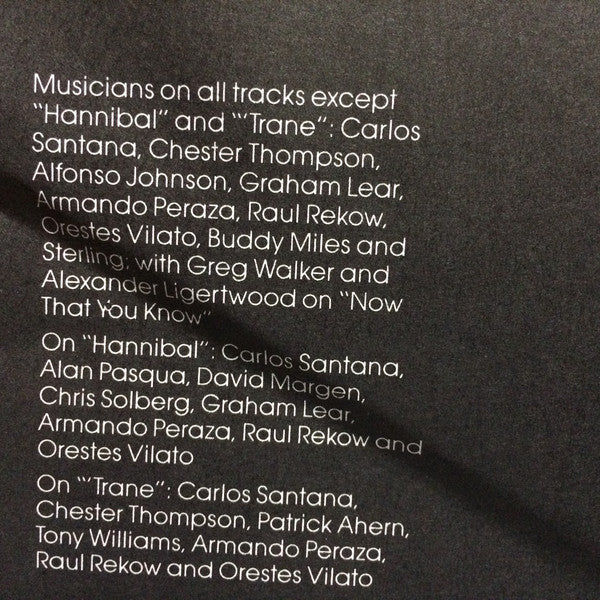 Musicians on all tracks except
"Hannibal" and "'Trane": Carlos
Santana, Chester Thompson,
Alfonso Johnson, Graham Lear,
Armando Peraza, Raul Rekow,
Orestes Vilato, Buddy Miles and
Sterling; with Greg Walker and
Alexander Ligertwood on "Now
That You Know"
On "Hannibal": Carlos Santana,
Alan Pasqua, David Margen,
Chris Solberg, Graham Lear,
Armando Peraza, Raul Rekow and
Orestes Vilato
On "'Trane": Carlos Santana,
Chester Thompson, Patrick Ahern,
Tony Williams, Armando Peraza,
Raul Rekow and Orestes Vilato